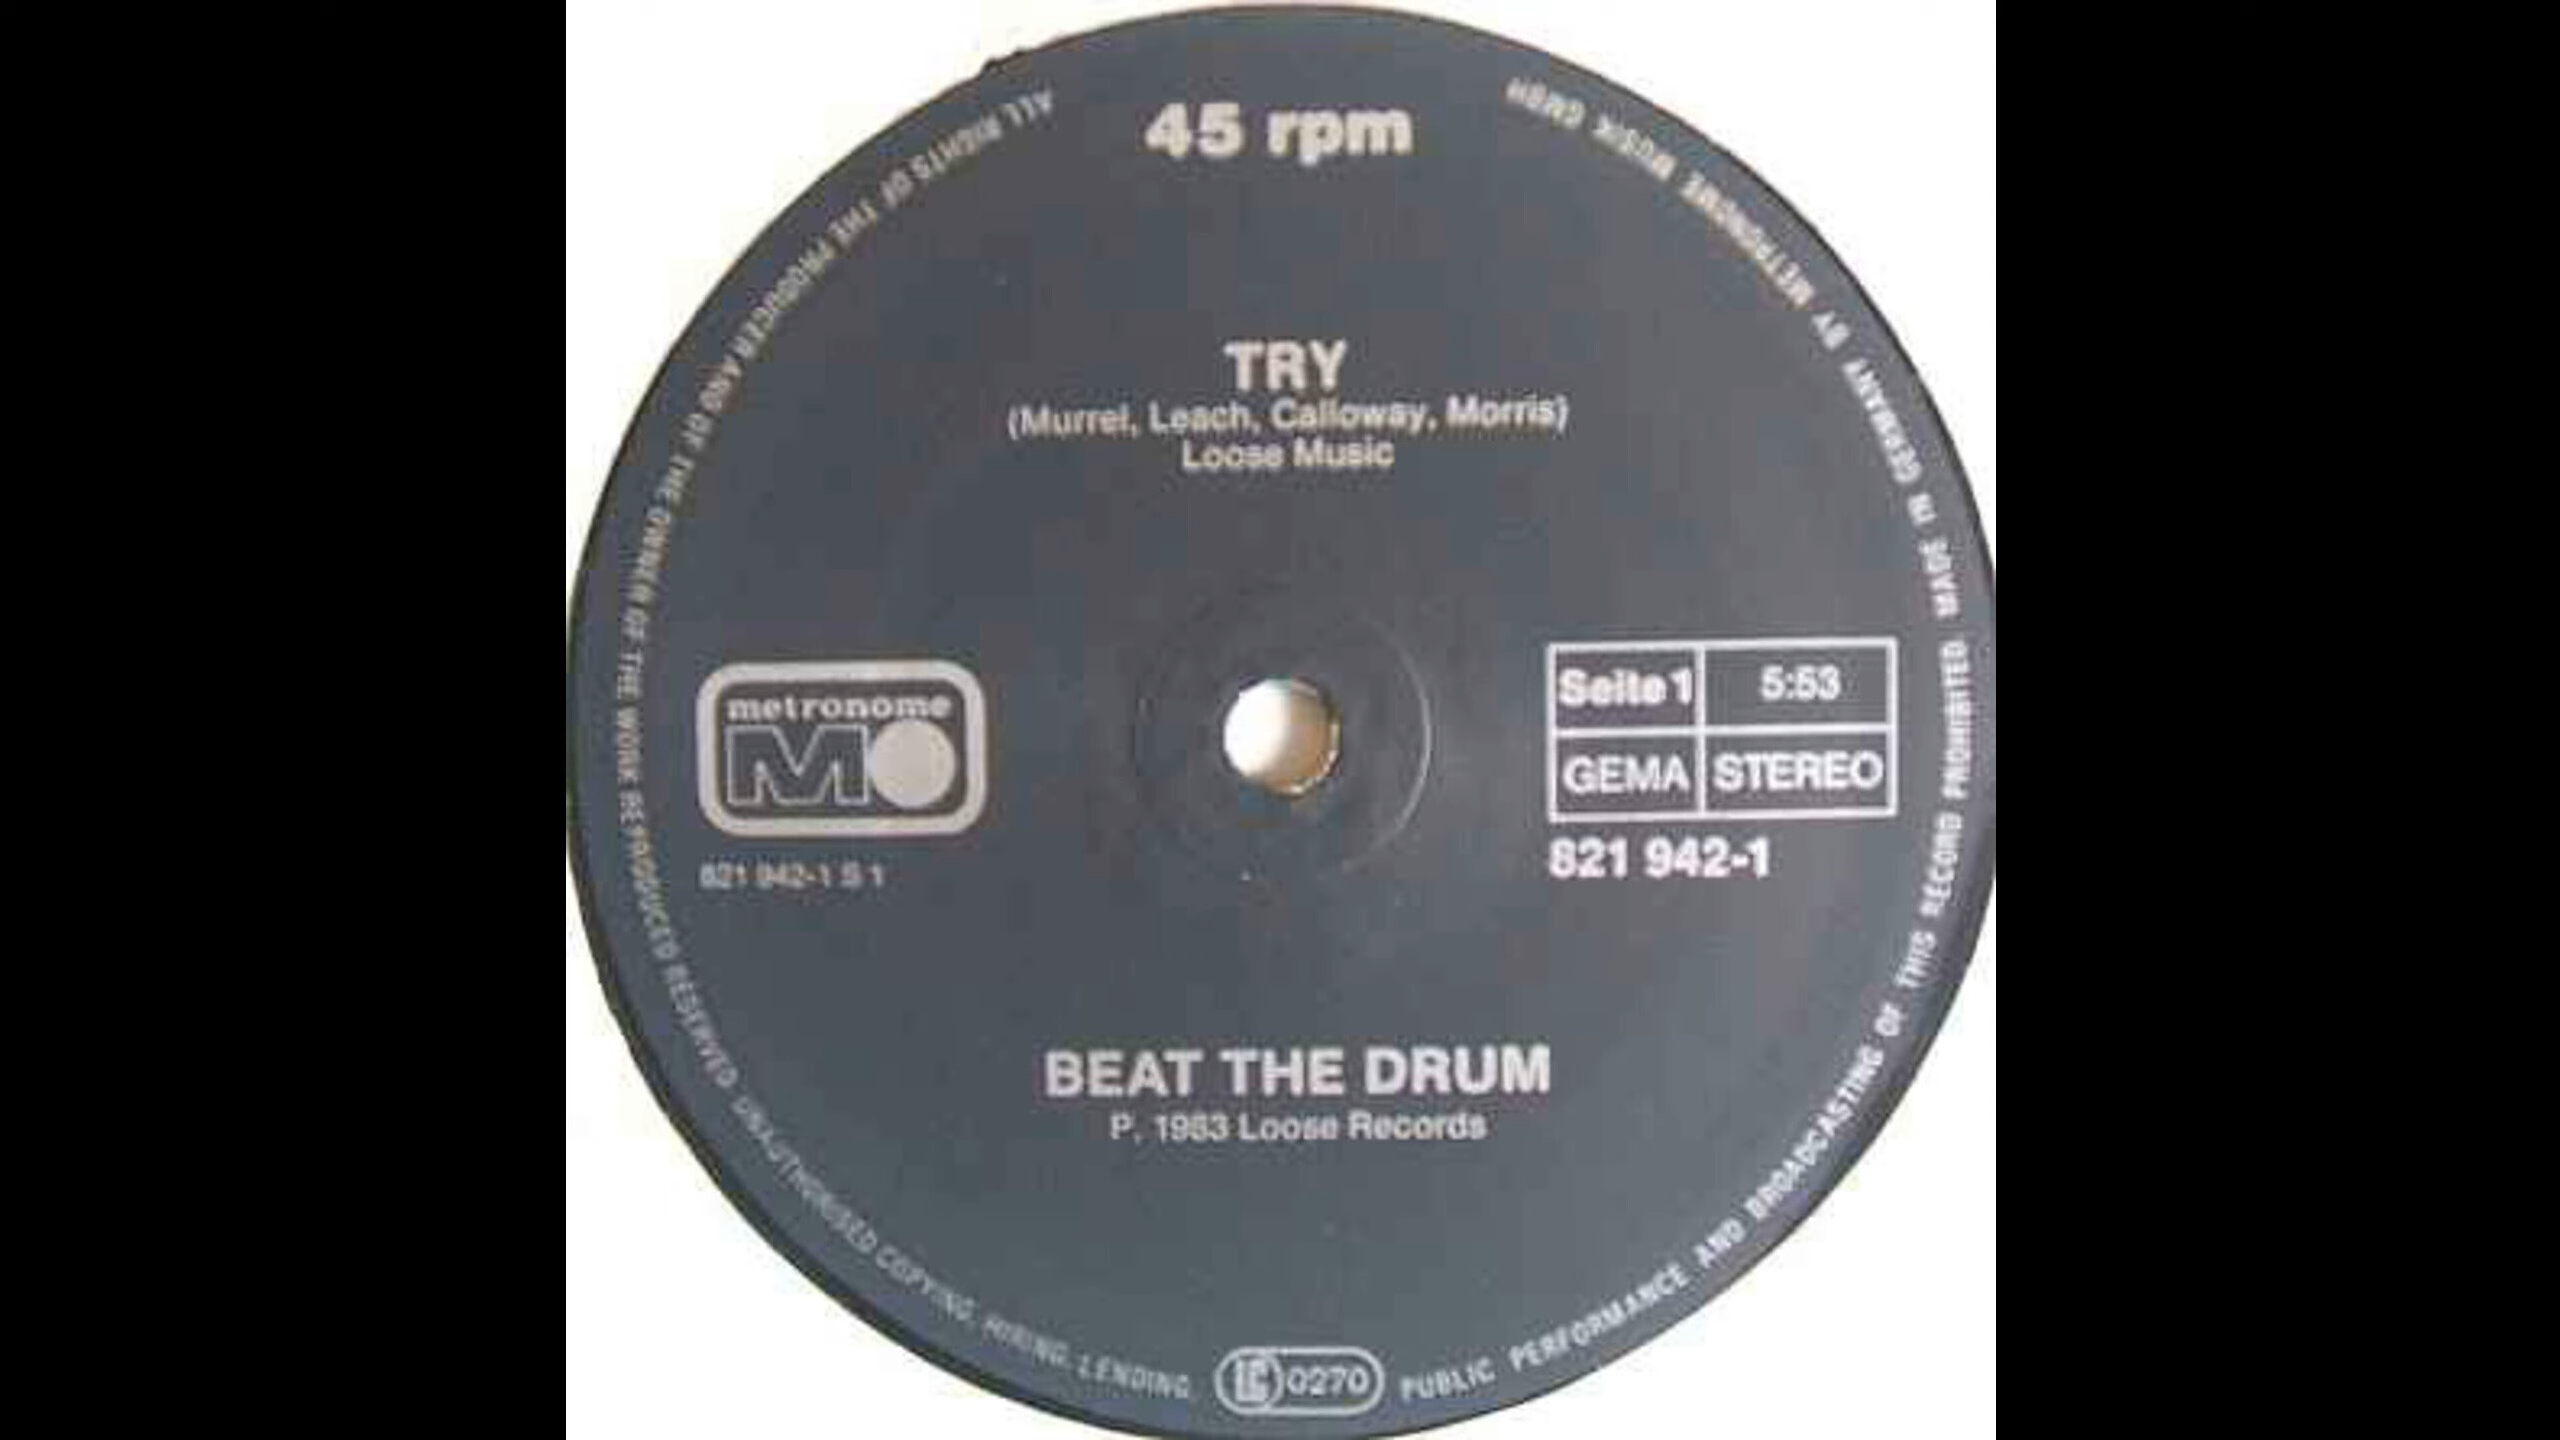 45 rpm
TRY
(Murrel, Leach, Calloway, Morris)
Loose Music
metronome
MO
821 942-1 S 1
Seite 1
5:53
GEMA
STEREO
821 942-1
BEAT THE DRUM
P. 1983 Loose Records
ALL RIGHTS OF THE PRODUCER AND OF THE OWNER OF THE WORK REPRODUCED RESERVED. UNAUTHORISED COPYING, HIRING, LENDING, PUBLIC PERFORMANCE AND BROADCASTING OF THIS RECORD PROHIBITED MADE IN GERMANY BY METRONOME MUSIK GMBH
LC 0270